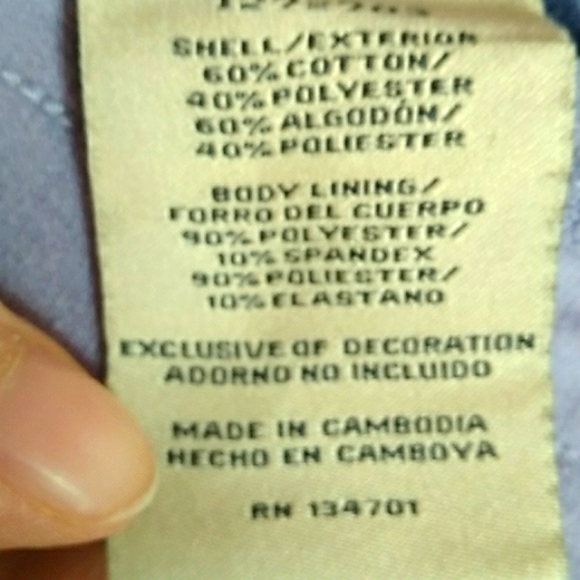 SHELL/EXTERIOR
60% COTTON/
40% POLYESTER
60% ALGODÓN/
40% POLIESTER
BODY LINING/
FORRO DEL CUERPO
90% POLYESTER/
10% SPANDEX
90% POLIESTER/
10% ELASTANO
EXCLUSIVE OF DECORATION
ADORNO NO INCLUIDO
MADE IN CAMBODIA
HECHO EN CAMBOYA
RN 134701